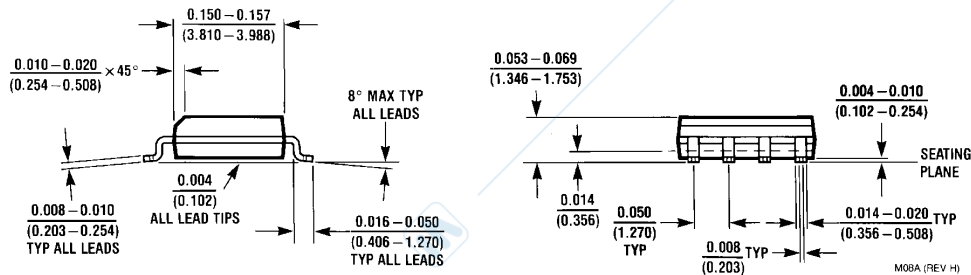 0.150 – 0.157
(3.810 – 3.988)
0.010 – 0.020 × 45°
(0.254 – 0.508)
8° MAX TYP
ALL LEADS
0.004
(0.102)
ALL LEAD TIPS
0.008 – 0.010
(0.203 – 0.254)
TYP ALL LEADS
0.016 – 0.050
(0.406 – 1.270)
TYP ALL LEADS
0.053 – 0.069
(1.346 – 1.753)
0.004 – 0.010
(0.102 – 0.254)
SEATING
PLANE
0.014
(0.356)
0.050
(1.270)
TYP
0.014 – 0.020 TYP
(0.356 – 0.508)
0.008 TYP
(0.203)
M08A (REV H)